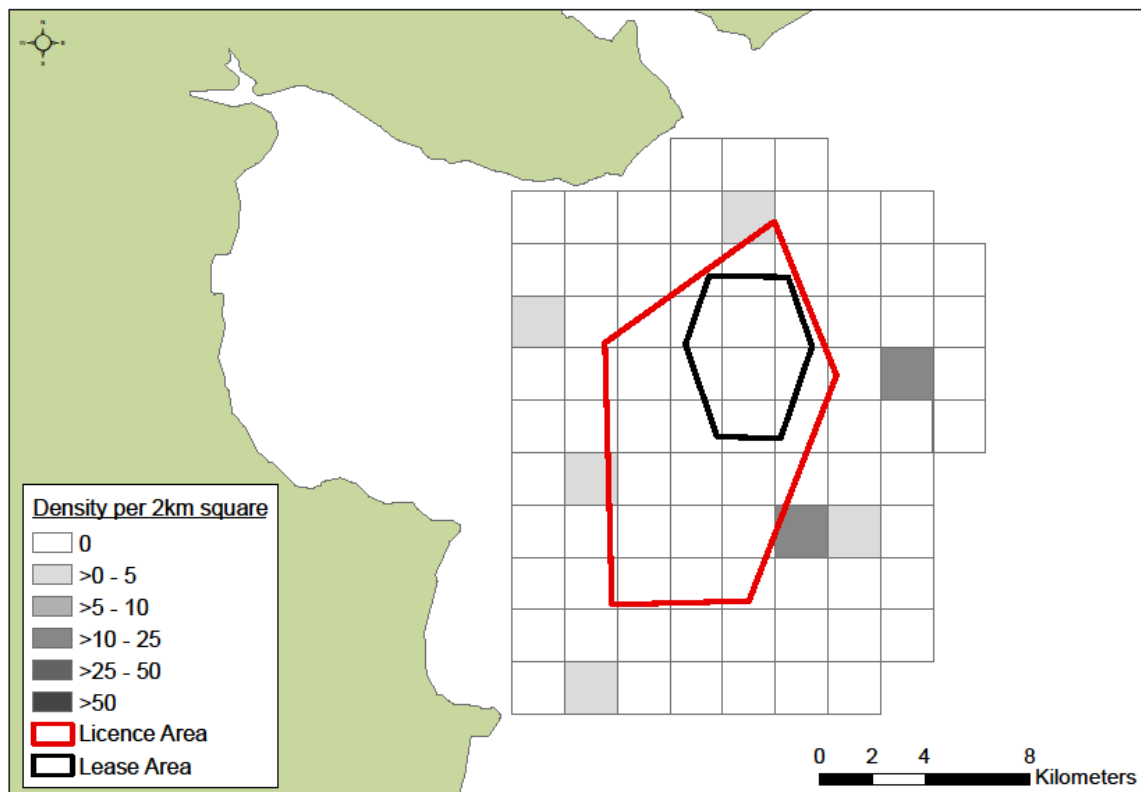 N
W
E
S
Density per 2km square
0
>0 - 5
>5 - 10
>10 - 25
>25 - 50
>50
Licence Area
Lease Area
0 2 4 8
Kilometers